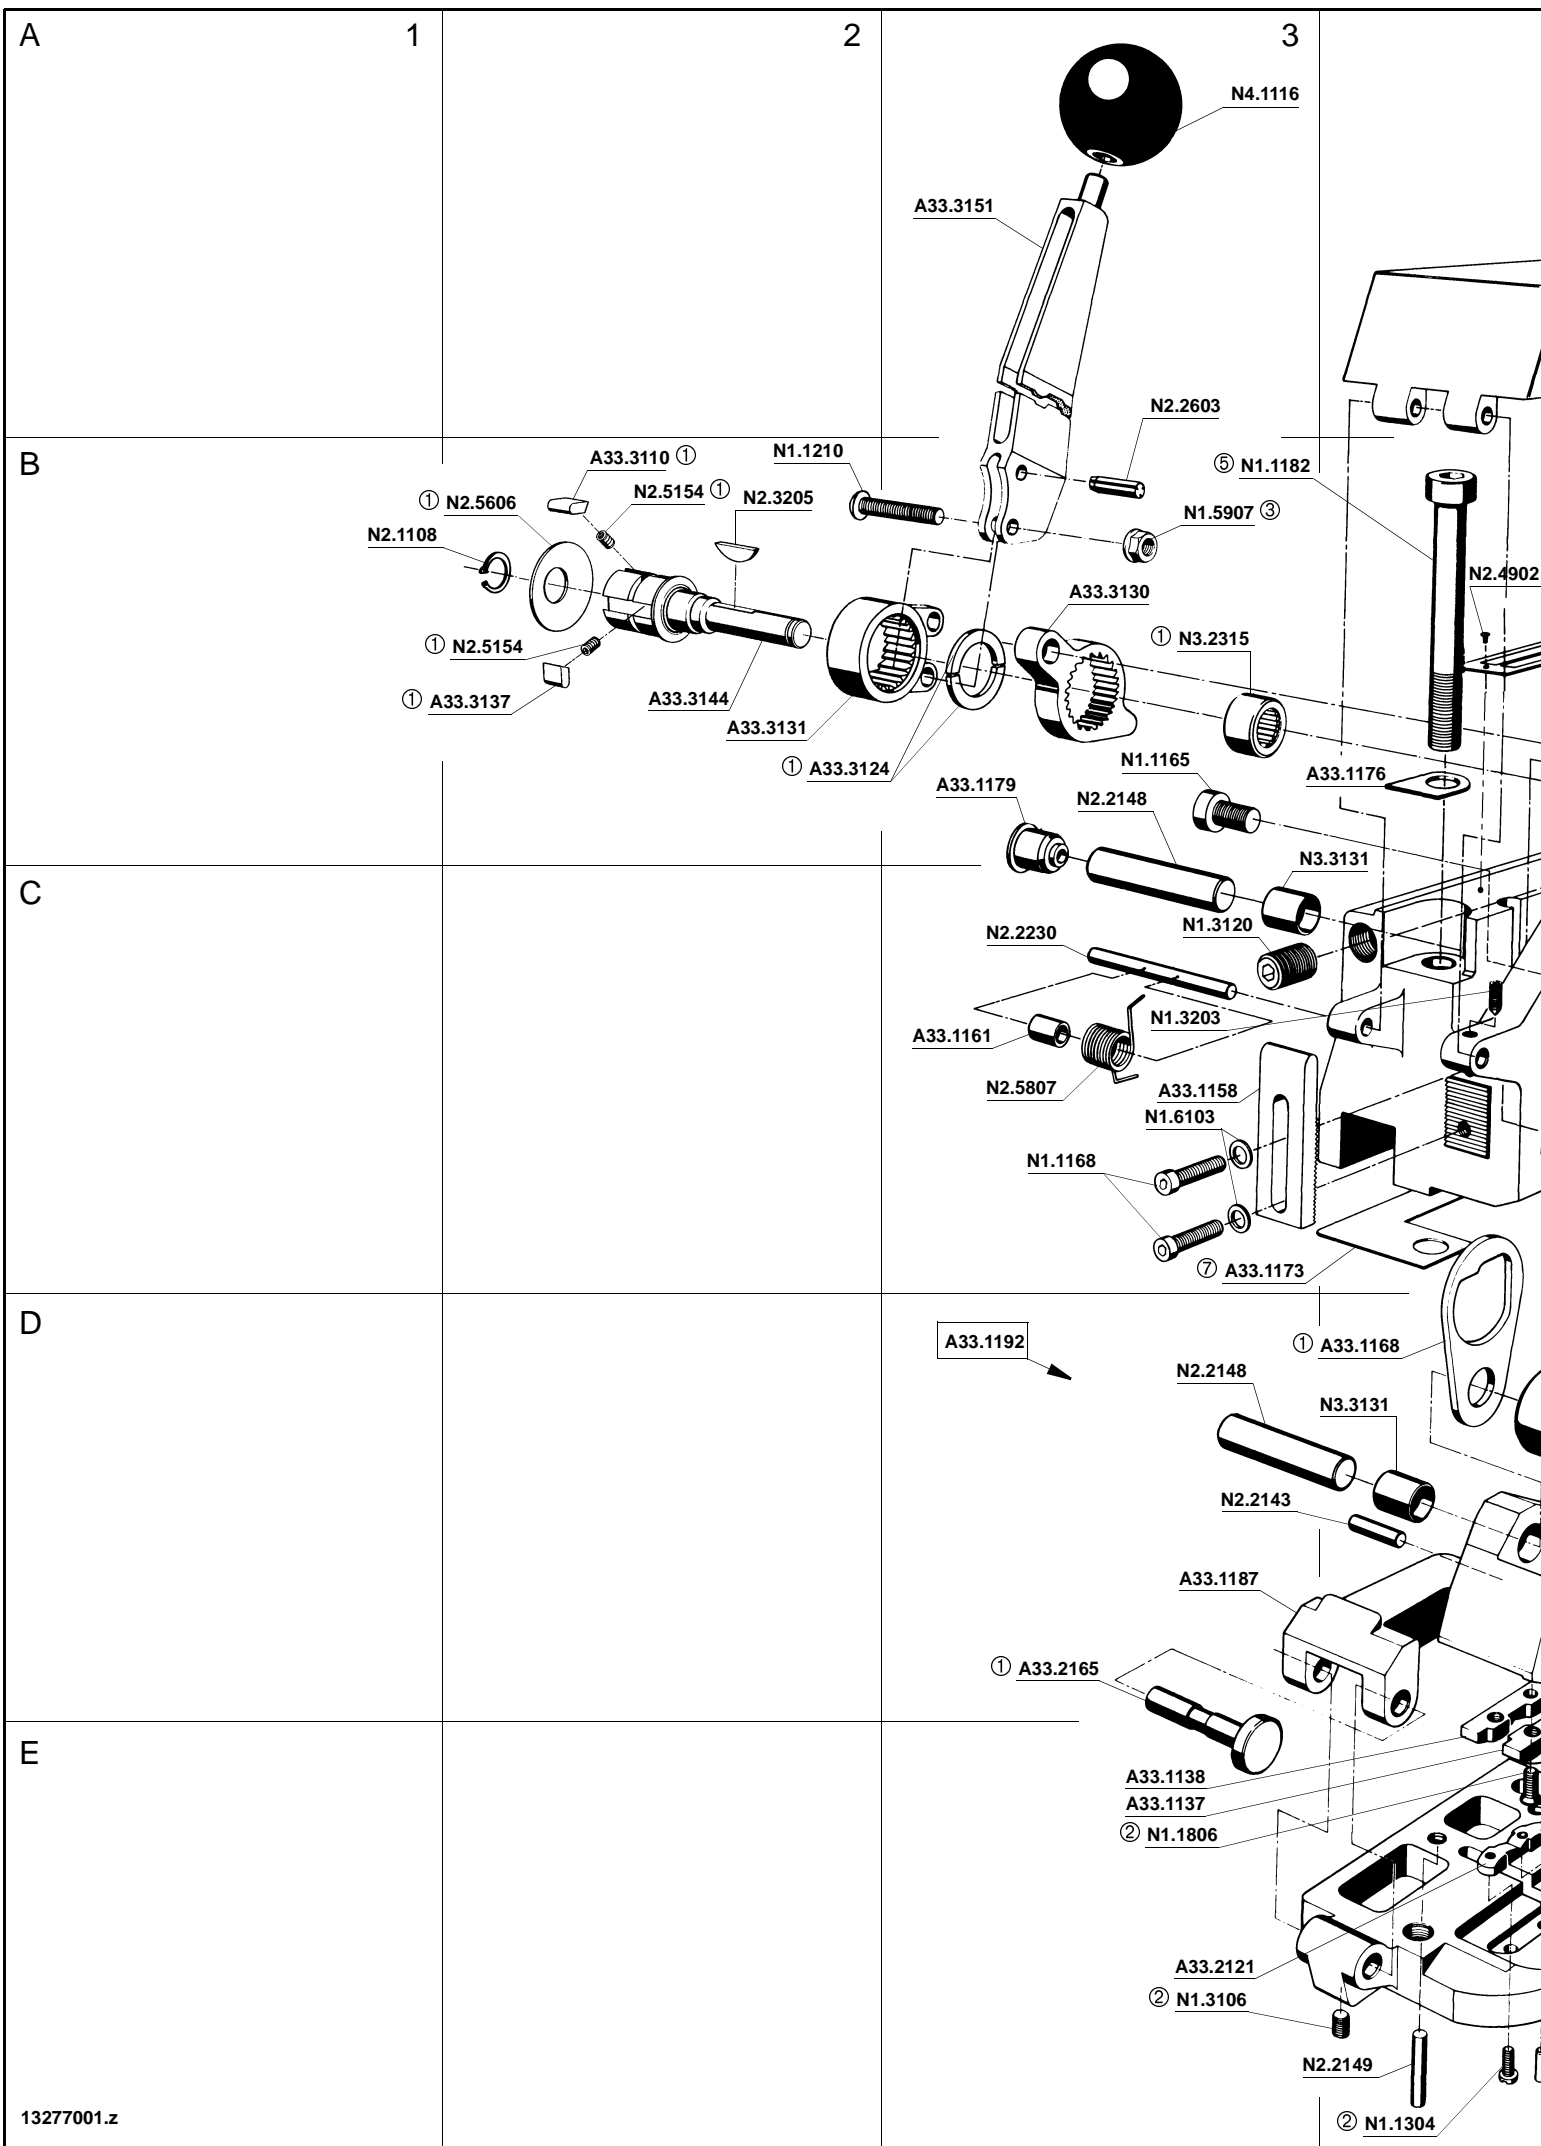 A 1 2 3
N4.1116
A33.3151
N2.2603
B
A33.3110 ①
N1.1210
⑤ N1.1182
① N2.5606
N2.5154 ①
N2.3205
N1.5907 ③
N2.1108
N2.4902
A33.3130
① N2.5154
① N3.2315
① A33.3137
A33.3144
A33.3131
① A33.3124
N1.1165
A33.1176
A33.1179
N2.2148
N3.3131
C
N1.3120
N2.2230
N1.3203
A33.1161
N2.5807
A33.1158
N1.6103
N1.1168
⑦ A33.1173
D
A33.1192
① A33.1168
N2.2148
N3.3131
N2.2143
A33.1187
① A33.2165
E
A33.1138
A33.1137
② N1.1806
A33.2121
② N1.3106
N2.2149
② N1.1304
13277001.z